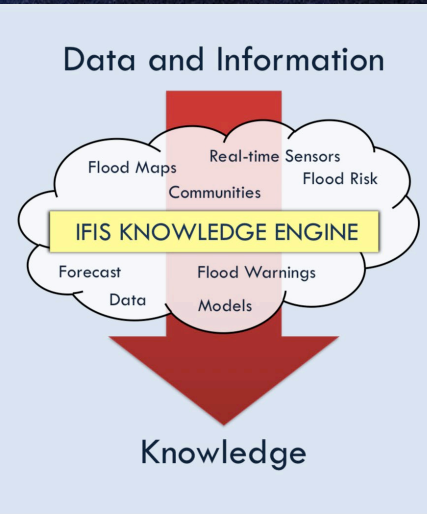 Data and Information
Real-time Sensors
Flood Maps
Flood Risk
Communities
IFIS KNOWLEDGE ENGINE
Forecast
Flood Warnings
Data
Models
Knowledge